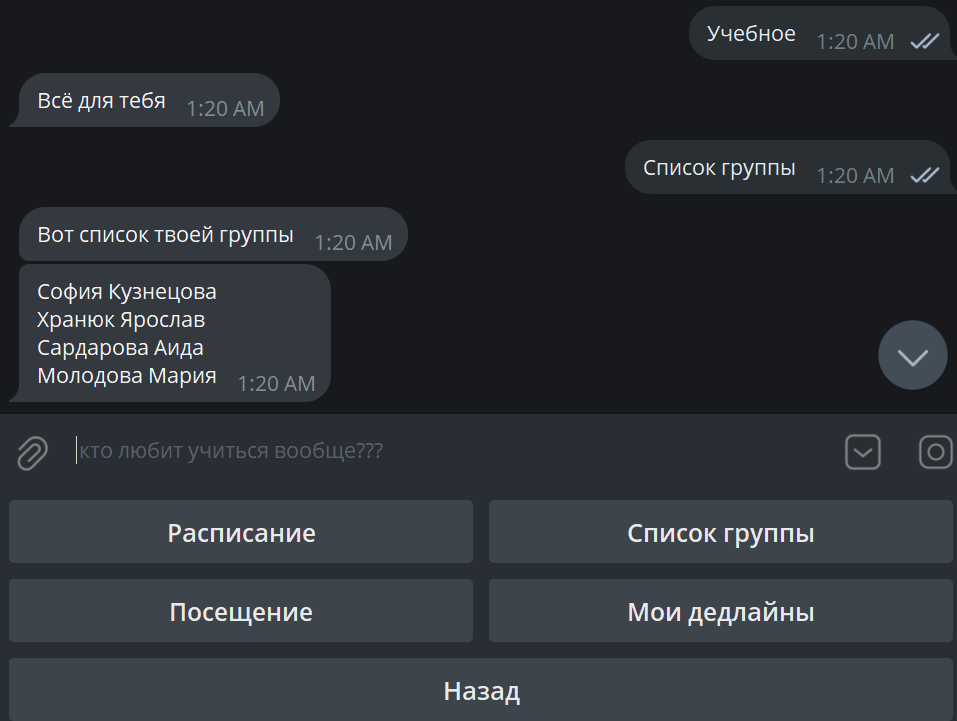 Учебное 1:20 AM
Всё для тебя 1:20 AM
Список группы 1:20 AM
Вот список твоей группы 1:20 AM
София Кузнецова
Хранюк Ярослав
Сардарова Аида
Молодова Мария 1:20 AM
кто любит учиться вообще???
Расписание Список группы
Посещение Мои дедлайны
Назад